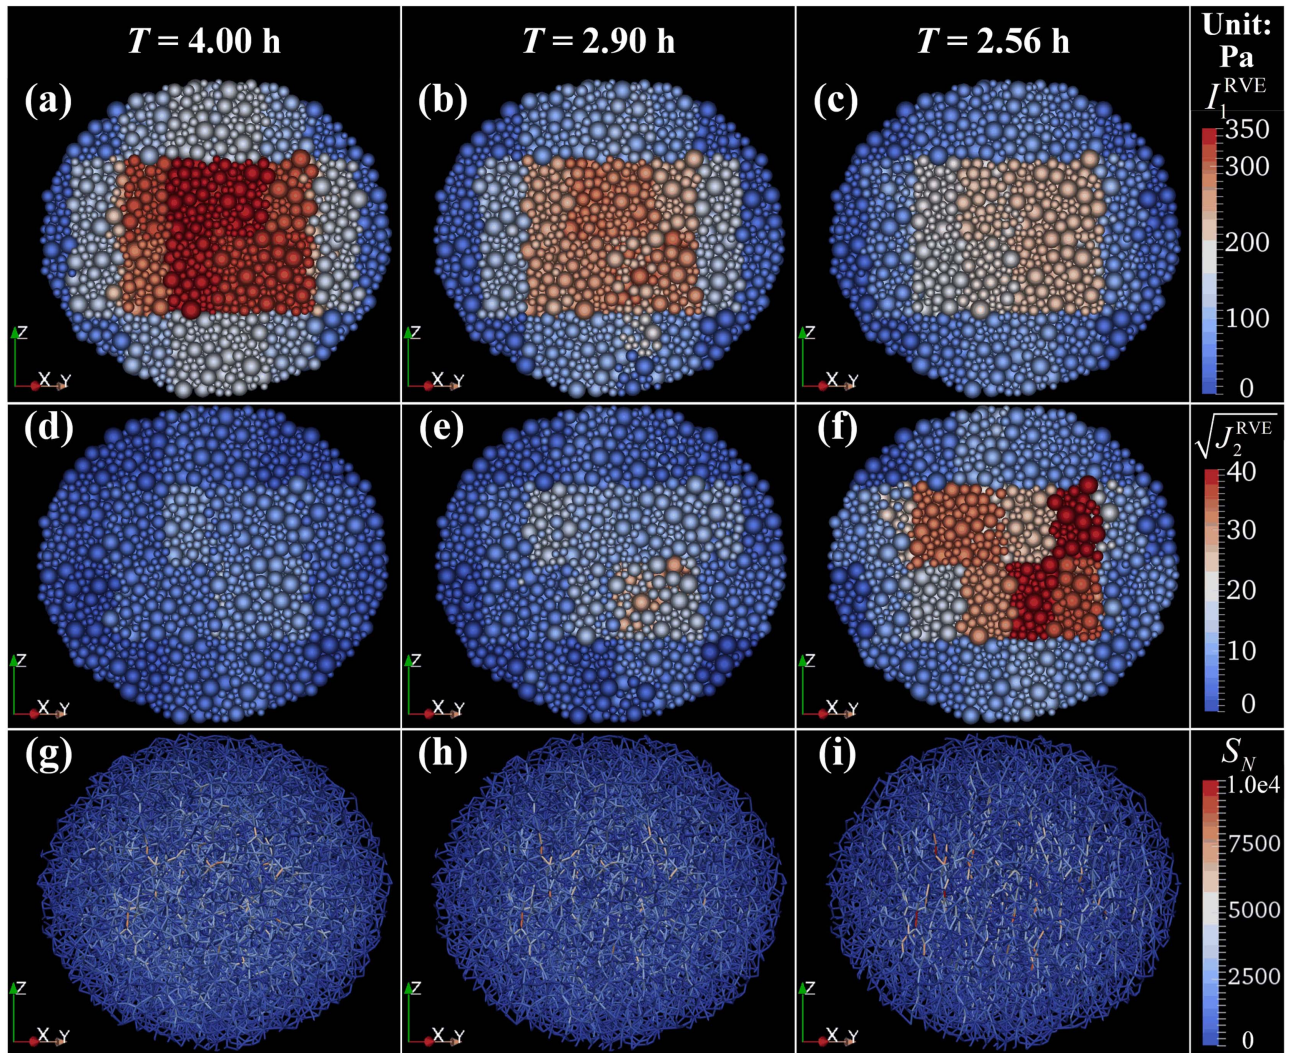 T = 4.00 h
T = 2.90 h
T = 2.56 h
Unit:
Pa
(a)
(b)
(c)
I₁ᴿⱽᴱ
350
300
200
100
0
Z
X Y
Z
X Y
Z
X Y
(d)
(e)
(f)
√J₂ᴿⱽᴱ
40
30
20
10
0
Z
X Y
Z
X Y
Z
X Y
(g)
(h)
(i)
S_N
1.0e4
7500
5000
2500
0
Z
X Y
Z
X Y
Z
X Y